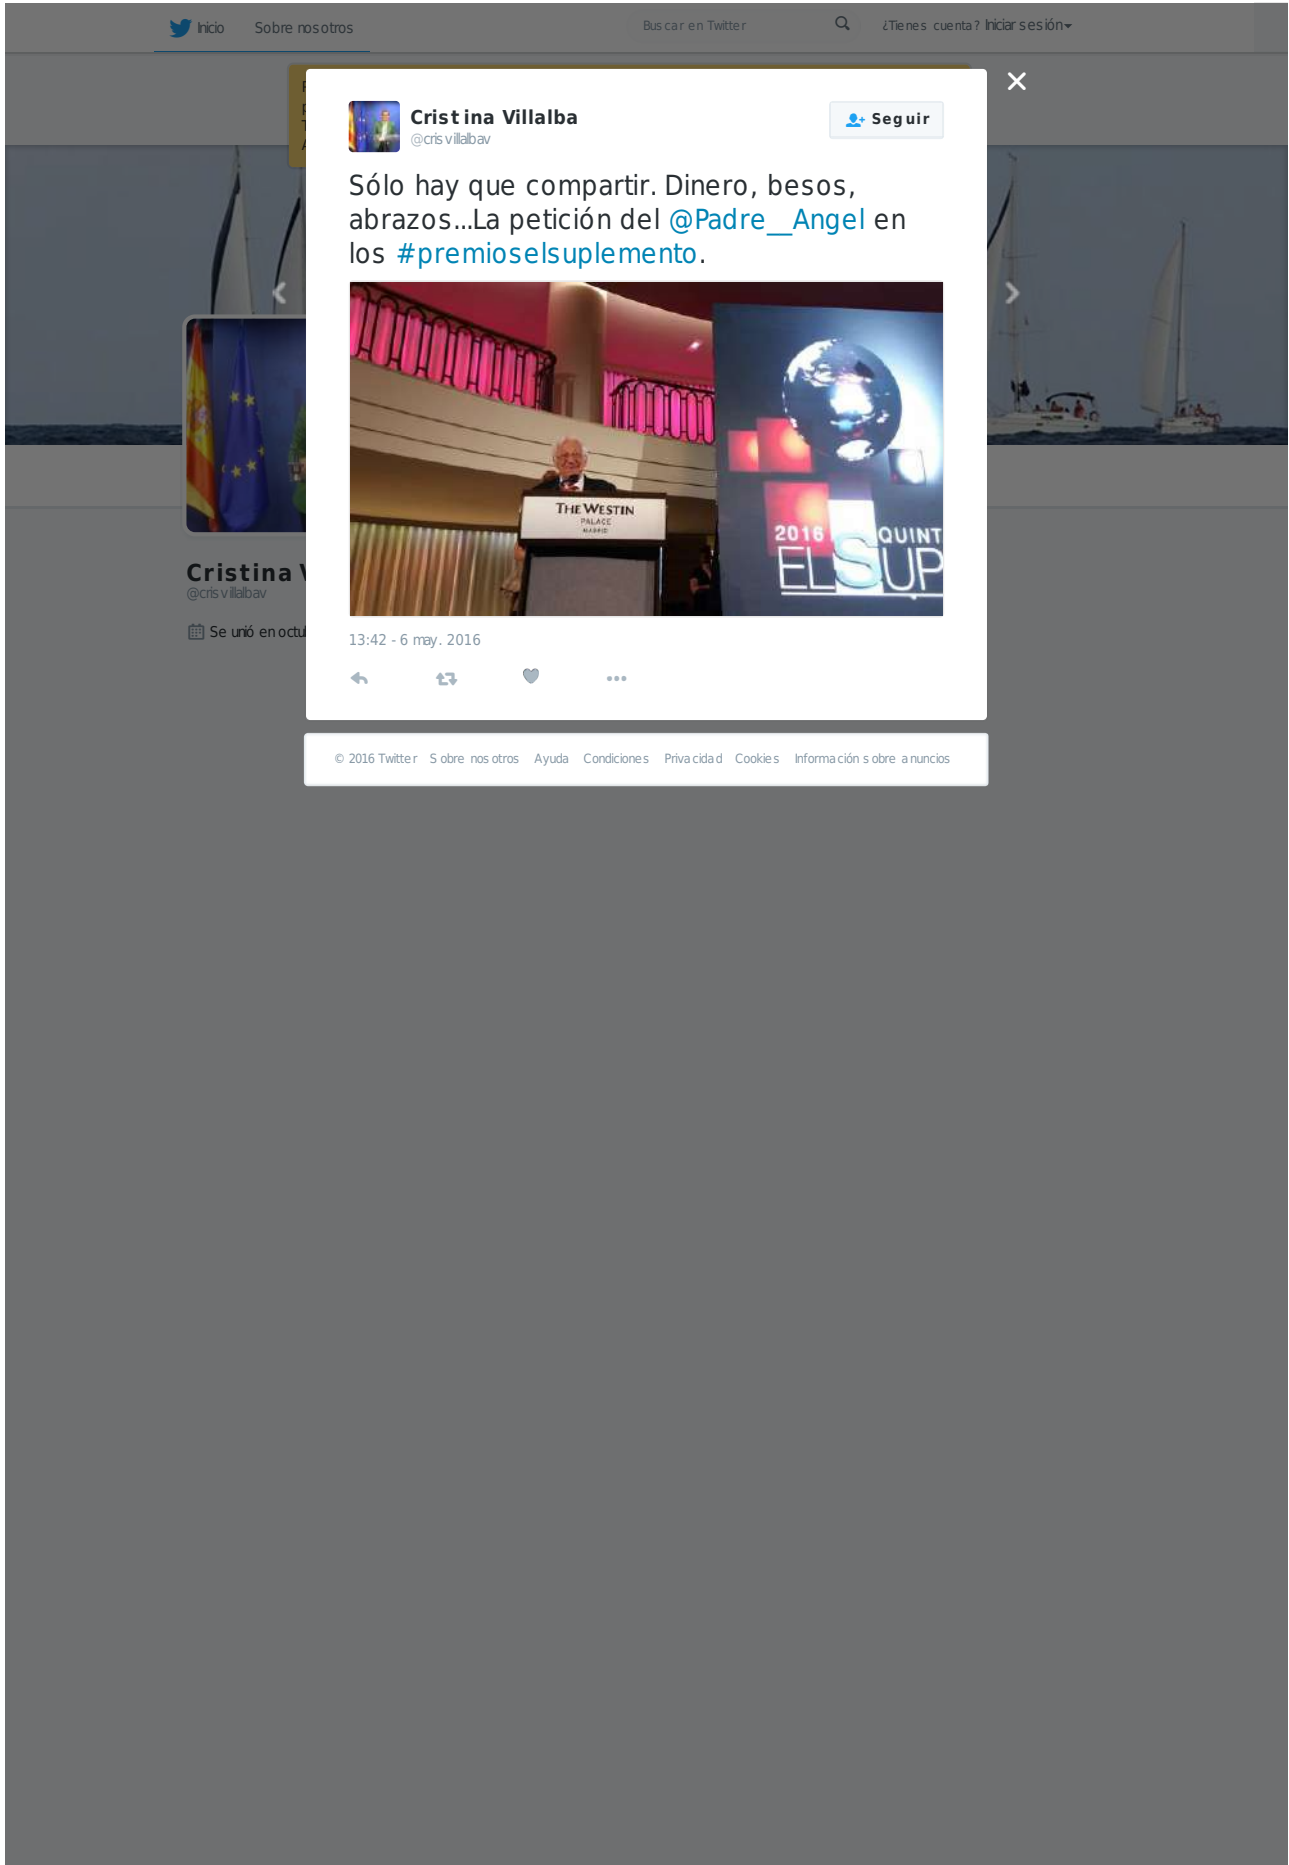 Inicio Sobre nosotros
Buscar en Twitter
¿Tienes cuenta? Iniciar sesión
Cristina Villalba
@crisvillalbav
Seguir
Sólo hay que compartir. Dinero, besos,
abrazos...La petición del @Padre__Angel en
los #premioselsuplemento.
THE WESTIN
PALACE
MADRID
2016 QUINT
EL SUP
13:42 - 6 may. 2016
Cristina V
@crisvillalbav
Se unió en octu
© 2016 Twitter Sobre nosotros Ayuda Condiciones Privacidad Cookies Información sobre anuncios